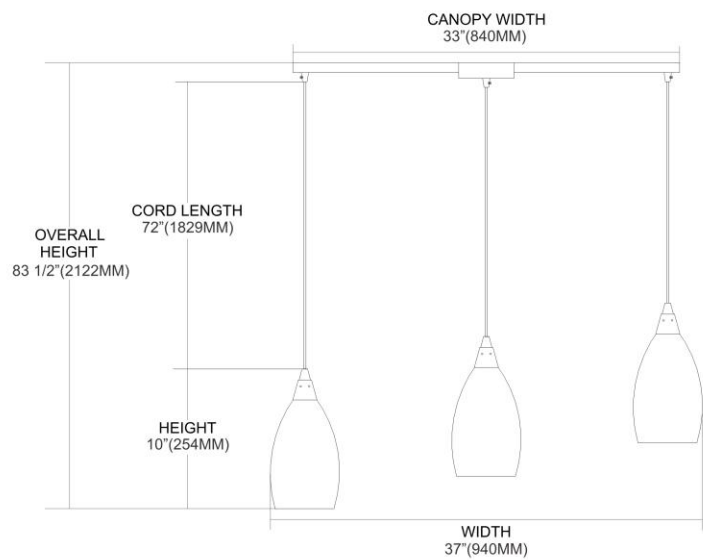 CANOPY WIDTH
33"(840MM)
CORD LENGTH
72"(1829MM)
OVERALL
HEIGHT
83 1/2"(2122MM)
HEIGHT
10"(254MM)
WIDTH
37"(940MM)